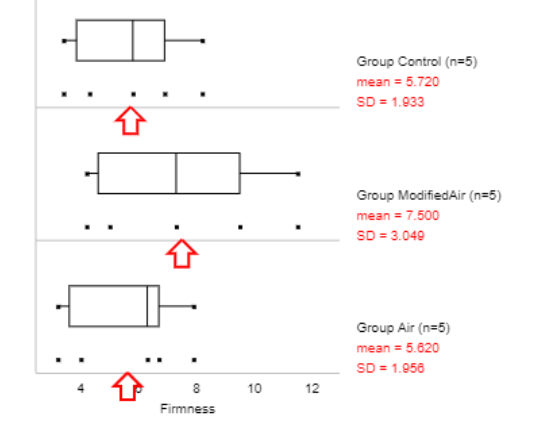 Group Control (n=5)
mean = 5.720
SD = 1.933
Group ModifiedAir (n=5)
mean = 7.500
SD = 3.049
Group Air (n=5)
mean = 5.620
SD = 1.956
4 6 8 10 12
Firmness